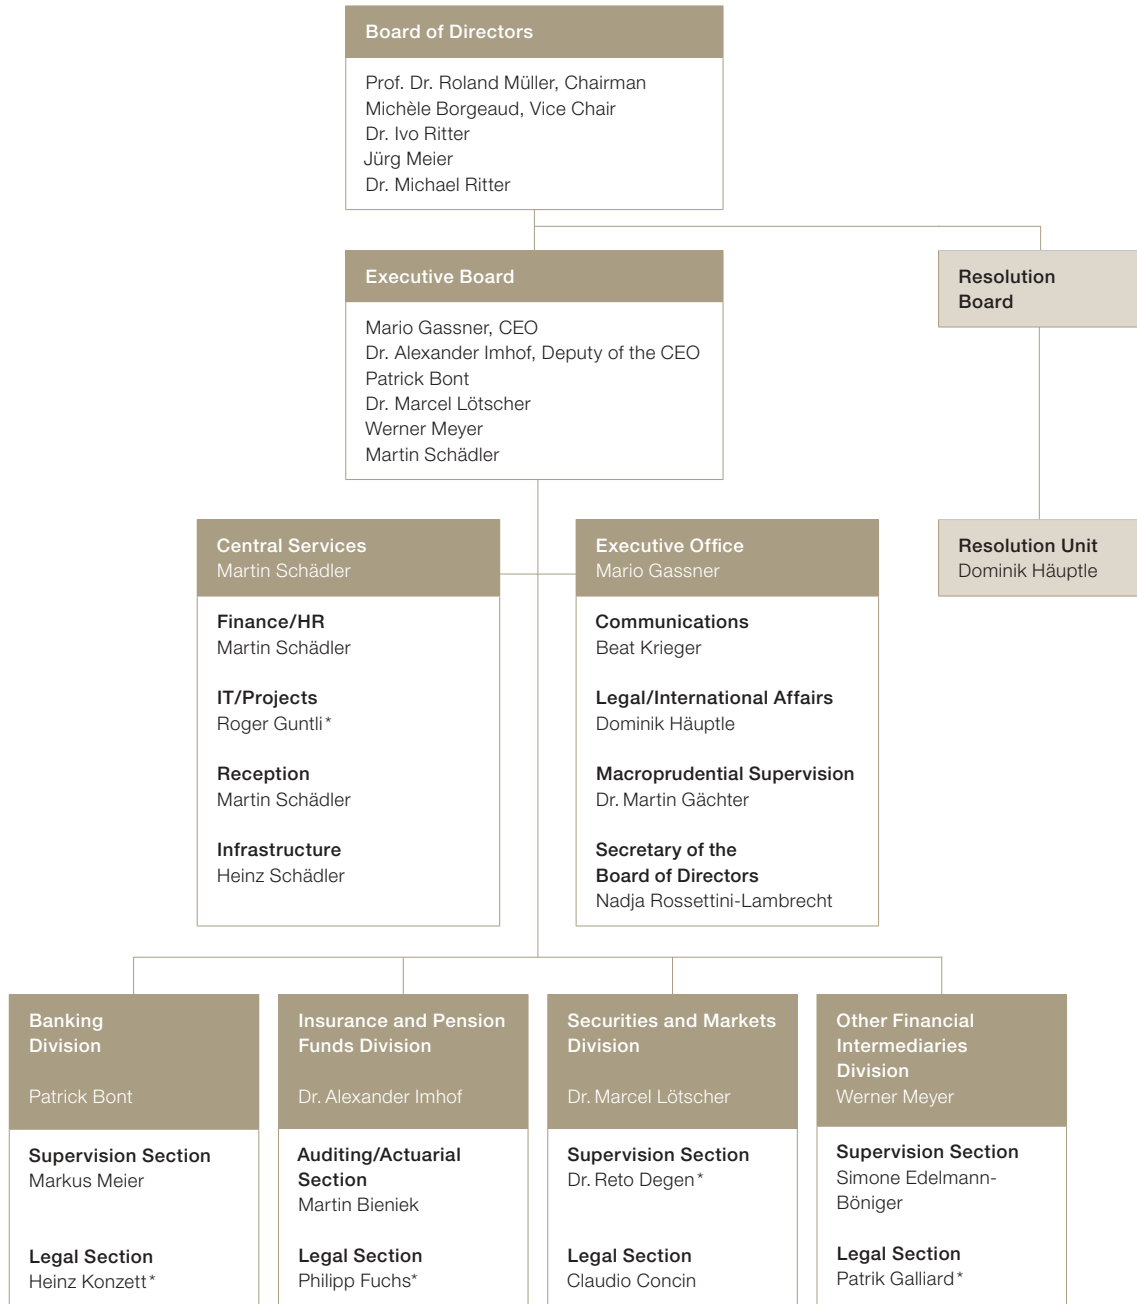 Board of Directors
Prof. Dr. Roland Müller, Chairman
Michèle Borgeaud, Vice Chair
Dr. Ivo Ritter
Jürg Meier
Dr. Michael Ritter
Executive Board
Mario Gassner, CEO
Dr. Alexander Imhof, Deputy of the CEO
Patrick Bont
Dr. Marcel Lötscher
Werner Meyer
Martin Schädler
Resolution
Board
Central Services
Martin Schädler
Finance/HR
Martin Schädler
IT/Projects
Roger Guntli*
Reception
Martin Schädler
Infrastructure
Heinz Schädler
Executive Office
Mario Gassner
Communications
Beat Krieger
Legal/International Affairs
Dominik Häuptle
Macroprudential Supervision
Dr. Martin Gächter
Secretary of the
Board of Directors
Nadja Rossettini-Lambrecht
Resolution Unit
Dominik Häuptle
Banking
Division
Patrick Bont
Supervision Section
Markus Meier
Legal Section
Heinz Konzett*
Insurance and Pension
Funds Division
Dr. Alexander Imhof
Auditing/Actuarial
Section
Martin Bieniek
Legal Section
Philipp Fuchs*
Securities and Markets
Division
Dr. Marcel Lötscher
Supervision Section
Dr. Reto Degen*
Legal Section
Claudio Concin
Other Financial
Intermediaries
Division
Werner Meyer
Supervision Section
Simone Edelmann-
Böniger
Legal Section
Patrik Galliard*